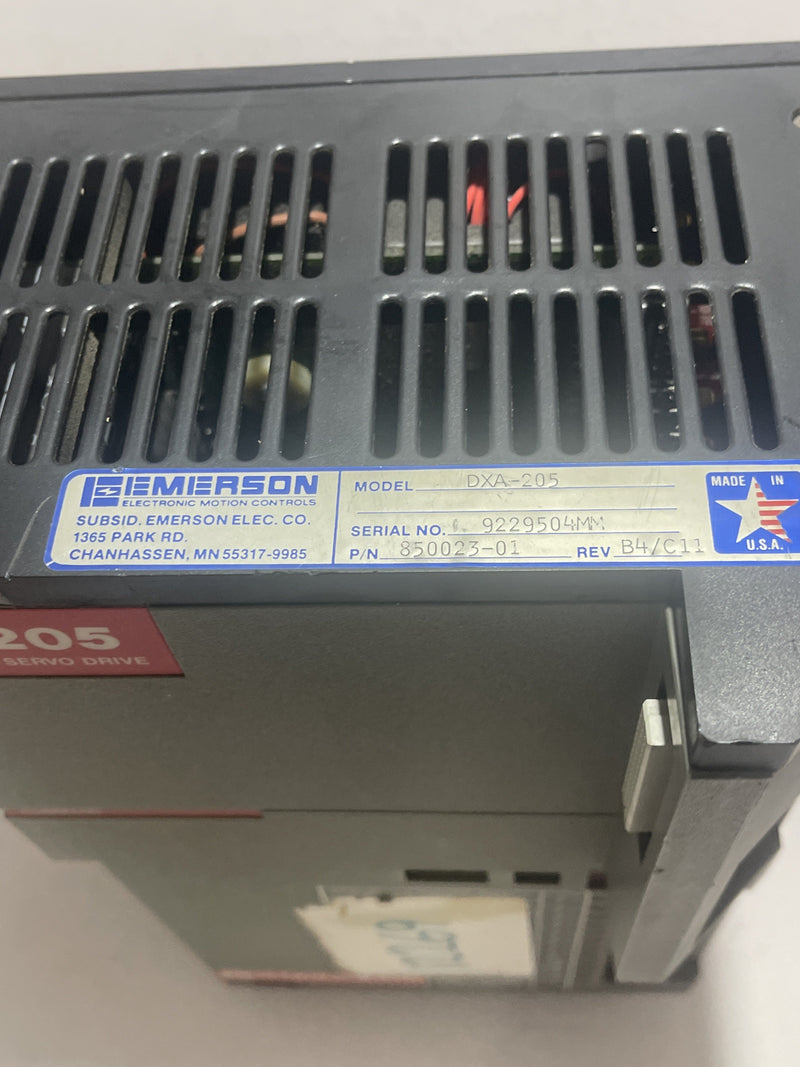 EMERSON
ELECTRONIC MOTION CONTROLS
SUBSID. EMERSON ELEC. CO.
1365 PARK RD.
CHANHASSEN, MN 55317-9985
MODEL DXA-205
SERIAL NO. 9229504MM
P/N 850023-01 REV B4/C11
MADE IN
U.S.A.
205
SERVO DRIVE